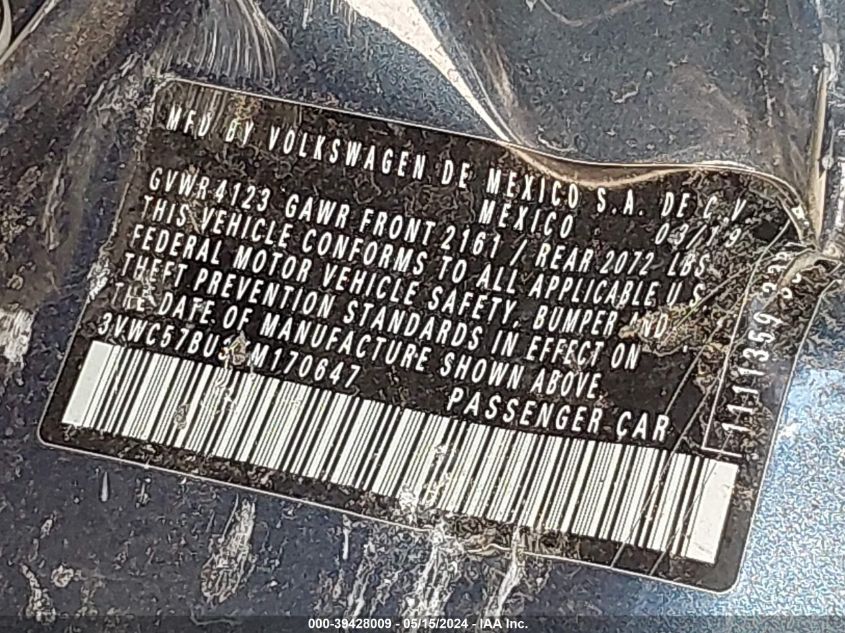 MFD BY VOLKSWAGEN DE MEXICO S.A. DE C.V
MEXICO 03/19
GVWR 4123 GAWR FRONT 2161 / REAR 2072 LBS
THIS VEHICLE CONFORMS TO ALL APPLICABLE U.S
FEDERAL MOTOR VEHICLE SAFETY, BUMPER AND
THEFT PREVENTION STANDARDS IN EFFECT ON
THE DATE OF MANUFACTURE SHOWN ABOVE.
PASSENGER CAR
1111359
000-39428009 - 05/15/2024 - IAA Inc.